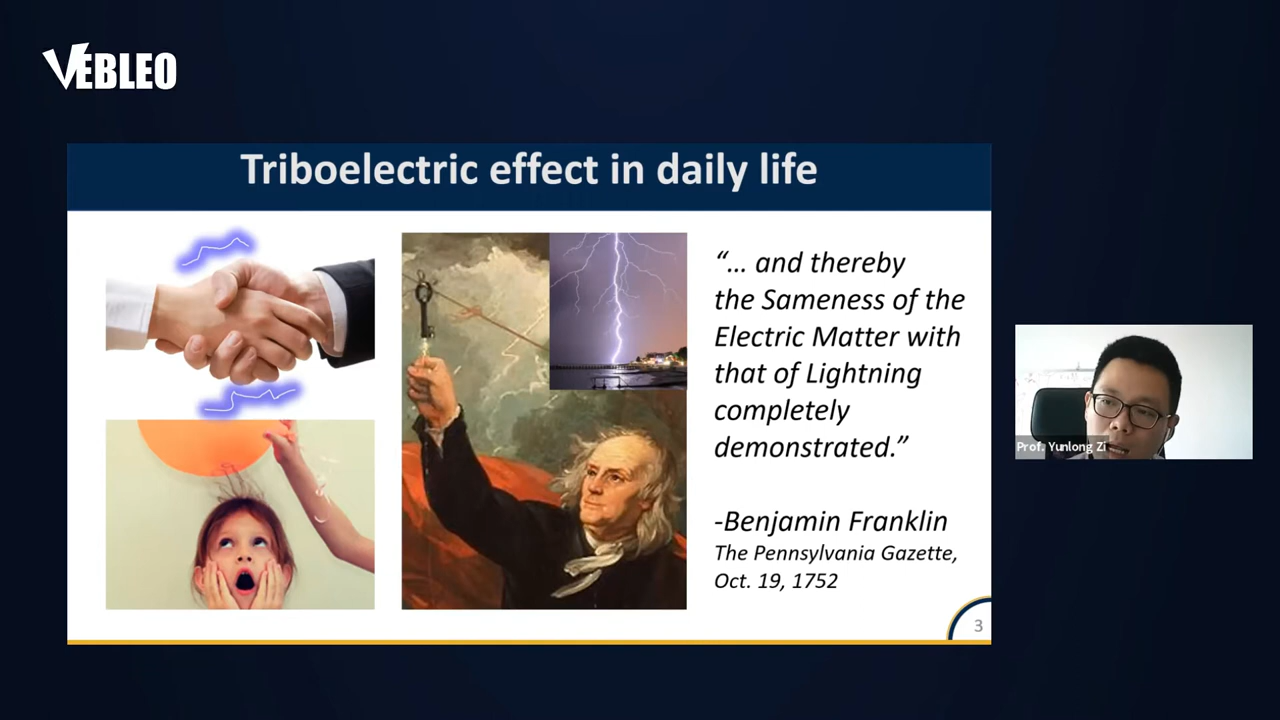 VEBLEO
Triboelectric effect in daily life
“... and thereby
the Sameness of the
Electric Matter with
that of Lightning
completely
demonstrated.”
-Benjamin Franklin
The Pennsylvania Gazette,
Oct. 19, 1752
3
Prof. Yunlong Zi